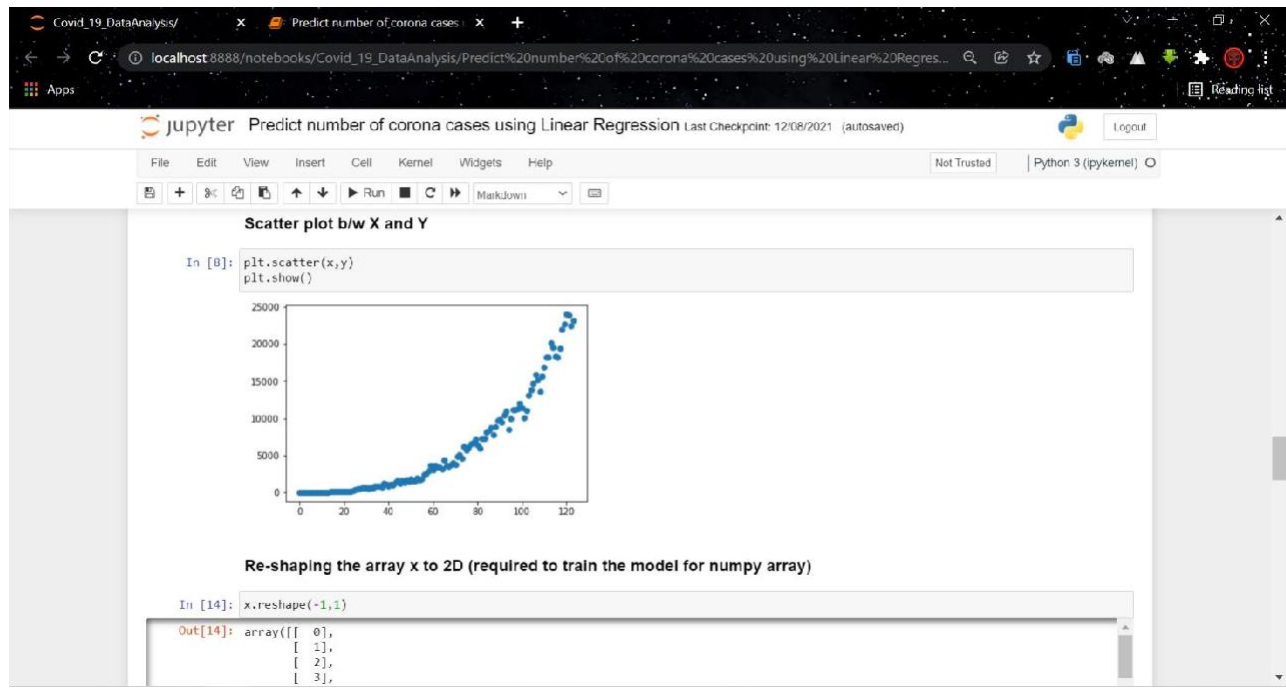 Covid_19_DataAnalysis/ x Predict number of corona cases x +
localhost:8888/notebooks/Covid_19_DataAnalysis/Predict%20number%20of%20corona%20cases%20using%20Linear%20Regres...
Apps Reading list
jupyter Predict number of corona cases using Linear Regression Last Checkpoint: 12/08/2021 (autosaved) Logout
File Edit View Insert Cell Kernel Widgets Help Not Trusted Python 3 (ipykernel)
Run Markdown
Scatter plot b/w X and Y
In [8]: plt.scatter(x,y)
plt.show()
25000
20000
15000
10000
5000
0
0 20 40 60 80 100 120
Re-shaping the array x to 2D (required to train the model for numpy array)
In [14]: x.reshape(-1,1)
Out[14]: array([[ 0],
[ 1],
[ 2],
[ 3],